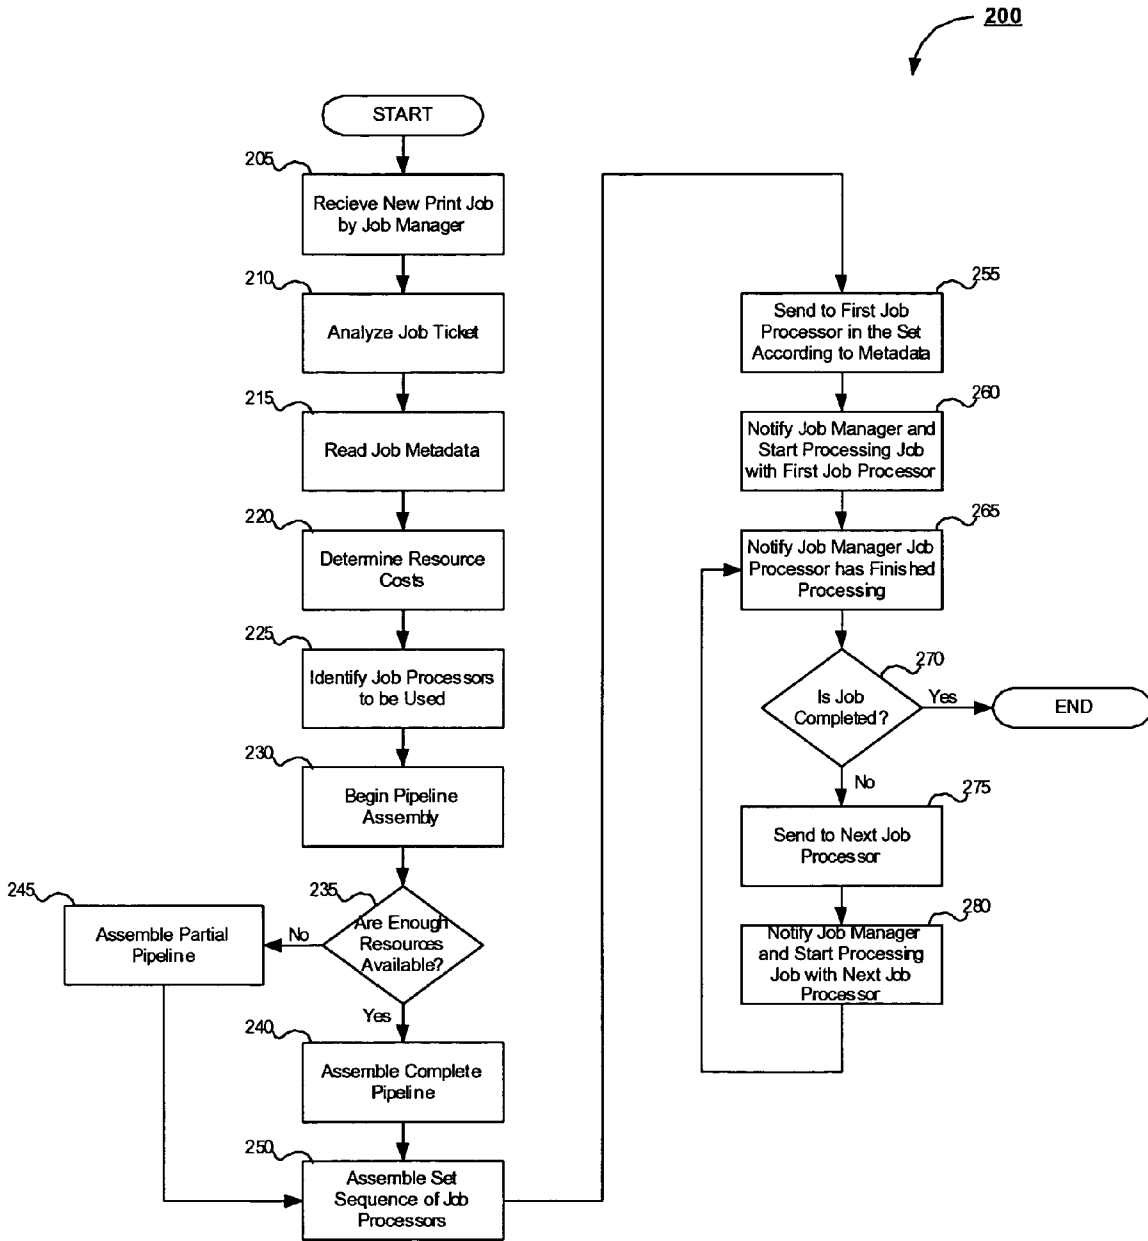 200
START
205
Recieve New Print Job
by Job Manager
210
Analyze Job Ticket
215
Read Job Metadata
220
Determine Resource
Costs
225
Identify Job Processors
to be Used
230
Begin Pipeline
Assembly
235
Are Enough
Resources
Available?
No
Yes
245
Assemble Partial
Pipeline
240
Assemble Complete
Pipeline
250
Assemble Set
Sequence of Job
Processors
255
Send to First Job
Processor in the Set
According to Metadata
260
Notify Job Manager and
Start Processing Job
with First Job Processor
265
Notify Job Manager Job
Processor has Finished
Processing
270
Is Job
Completed?
Yes
END
No
275
Send to Next Job
Processor
280
Notify Job Manager
and Start Processing
Job with Next Job
Processor